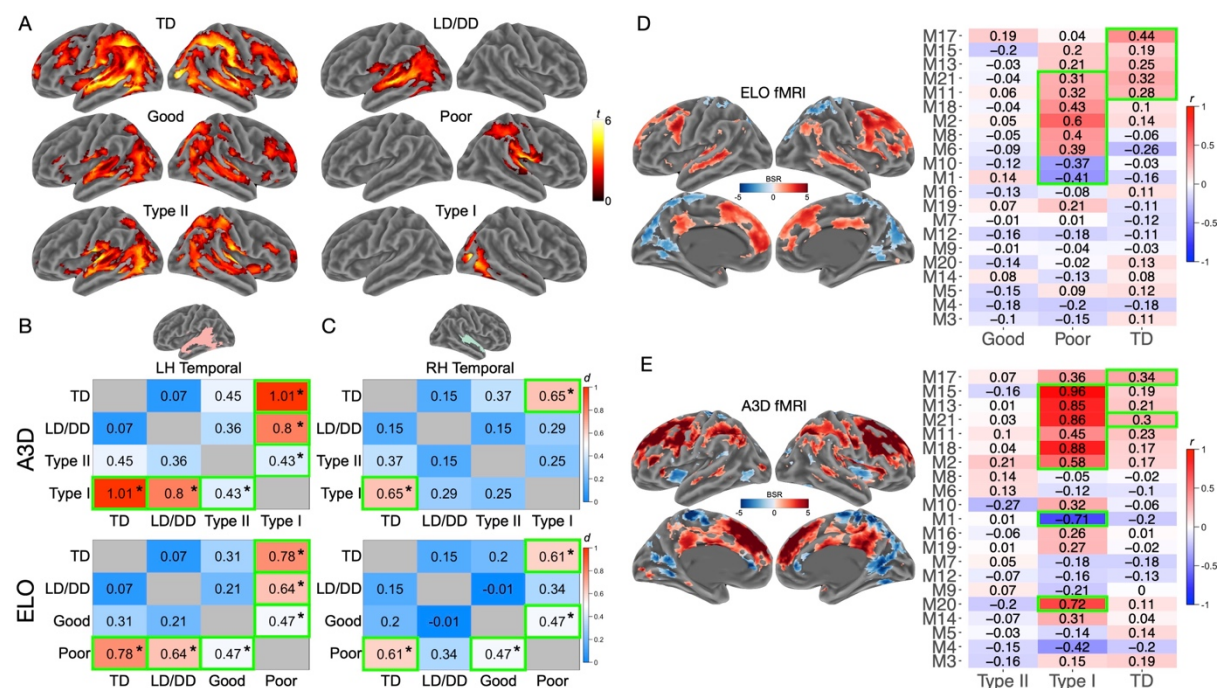 A
TD
LD/DD
Good
Poor
Type II
Type I
6
t
0
B
LH Temporal
C
RH Temporal
A3D
TD 0.07 0.45 1.01*
LD/DD 0.07 0.36 0.8*
Type II 0.45 0.36 0.43*
Type I 1.01* 0.8* 0.43*
TD LD/DD Type II Type I
0.15 0.37 0.65*
0.15 0.15 0.29
0.37 0.15 0.25
0.65* 0.29 0.25
TD LD/DD Type II Type I
d
1
0.8
0.6
0.4
0.2
0
ELO
TD 0.07 0.31 0.78*
LD/DD 0.07 0.21 0.64*
Good 0.31 0.21 0.47*
Poor 0.78* 0.64* 0.47*
TD LD/DD Good Poor
0.15 0.2 0.61*
0.15 -0.01 0.34
0.2 -0.01 0.47*
0.61* 0.34 0.47*
TD LD/DD Good Poor
d
1
0.8
0.6
0.4
0.2
0
D
ELO fMRI
BSR
-5 5
M17 0.19 0.04 0.44
M15 -0.2 0.2 0.19
M13 -0.03 0.21 0.25
M21 -0.04 0.31 0.32
M11 0.06 0.32 0.28
M18 -0.04 0.43 0.1
M2 0.05 0.6 0.14
M8 -0.05 0.4 -0.06
M6 -0.09 0.39 -0.26
M10 -0.12 -0.37 -0.03
M1 0.14 -0.41 -0.16
M16 -0.13 -0.08 0.11
M19 0.07 0.21 -0.11
M7 -0.01 0.01 -0.12
M12 -0.16 -0.18 -0.11
M9 -0.01 -0.04 -0.03
M20 -0.14 -0.02 0.13
M14 0.08 -0.13 0.08
M5 -0.15 0.09 0.12
M4 -0.18 -0.2 -0.18
M3 -0.1 -0.15 0.11
Good Poor TD
r
1
0
-1
E
A3D fMRI
BSR
-5 5
M17 0.07 0.36 0.34
M15 -0.16 0.96 0.19
M13 0.01 0.85 0.21
M21 0.03 0.86 0.3
M11 0.1 0.45 0.23
M18 0.04 0.88 0.17
M2 0.21 0.58 0.17
M8 0.14 -0.05 -0.02
M6 0.13 -0.12 -0.1
M10 -0.27 0.32 -0.06
M1 0.01 -0.71 -0.2
M16 -0.06 0.26 0.01
M19 0.01 0.27 -0.02
M7 0.05 -0.18 -0.18
M12 -0.07 -0.16 -0.13
M9 0.07 -0.21 0
M20 -0.2 0.72 0.11
M14 -0.07 0.31 0.04
M5 -0.03 -0.14 0.14
M4 -0.15 -0.42 -0.2
M3 -0.16 0.15 0.19
Type II Type I TD
r
1
0
-1